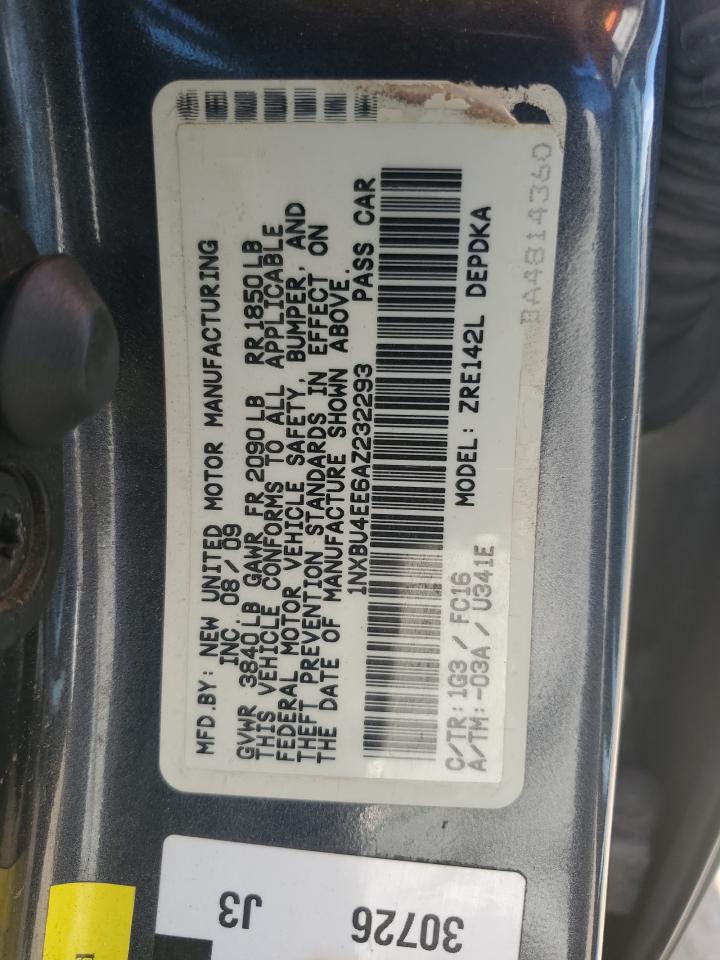 MFD.BY: NEW UNITED MOTOR MANUFACTURING
INC. 08/09
GVWR 3840LB GAWR FR 2090LB RR 1850LB
THIS VEHICLE CONFORMS TO ALL APPLICABLE
FEDERAL MOTOR VEHICLE SAFETY, BUMPER, AND
THEFT PREVENTION STANDARDS IN EFFECT ON
THE DATE OF MANUFACTURE SHOWN ABOVE.
1NXBU4EE6AZ232293 PASS CAR
C/TR:1G3 / FC16 MODEL: ZRE142L DEPDKA
A/TM:-03A / U341E
BA4814360
30726
J3